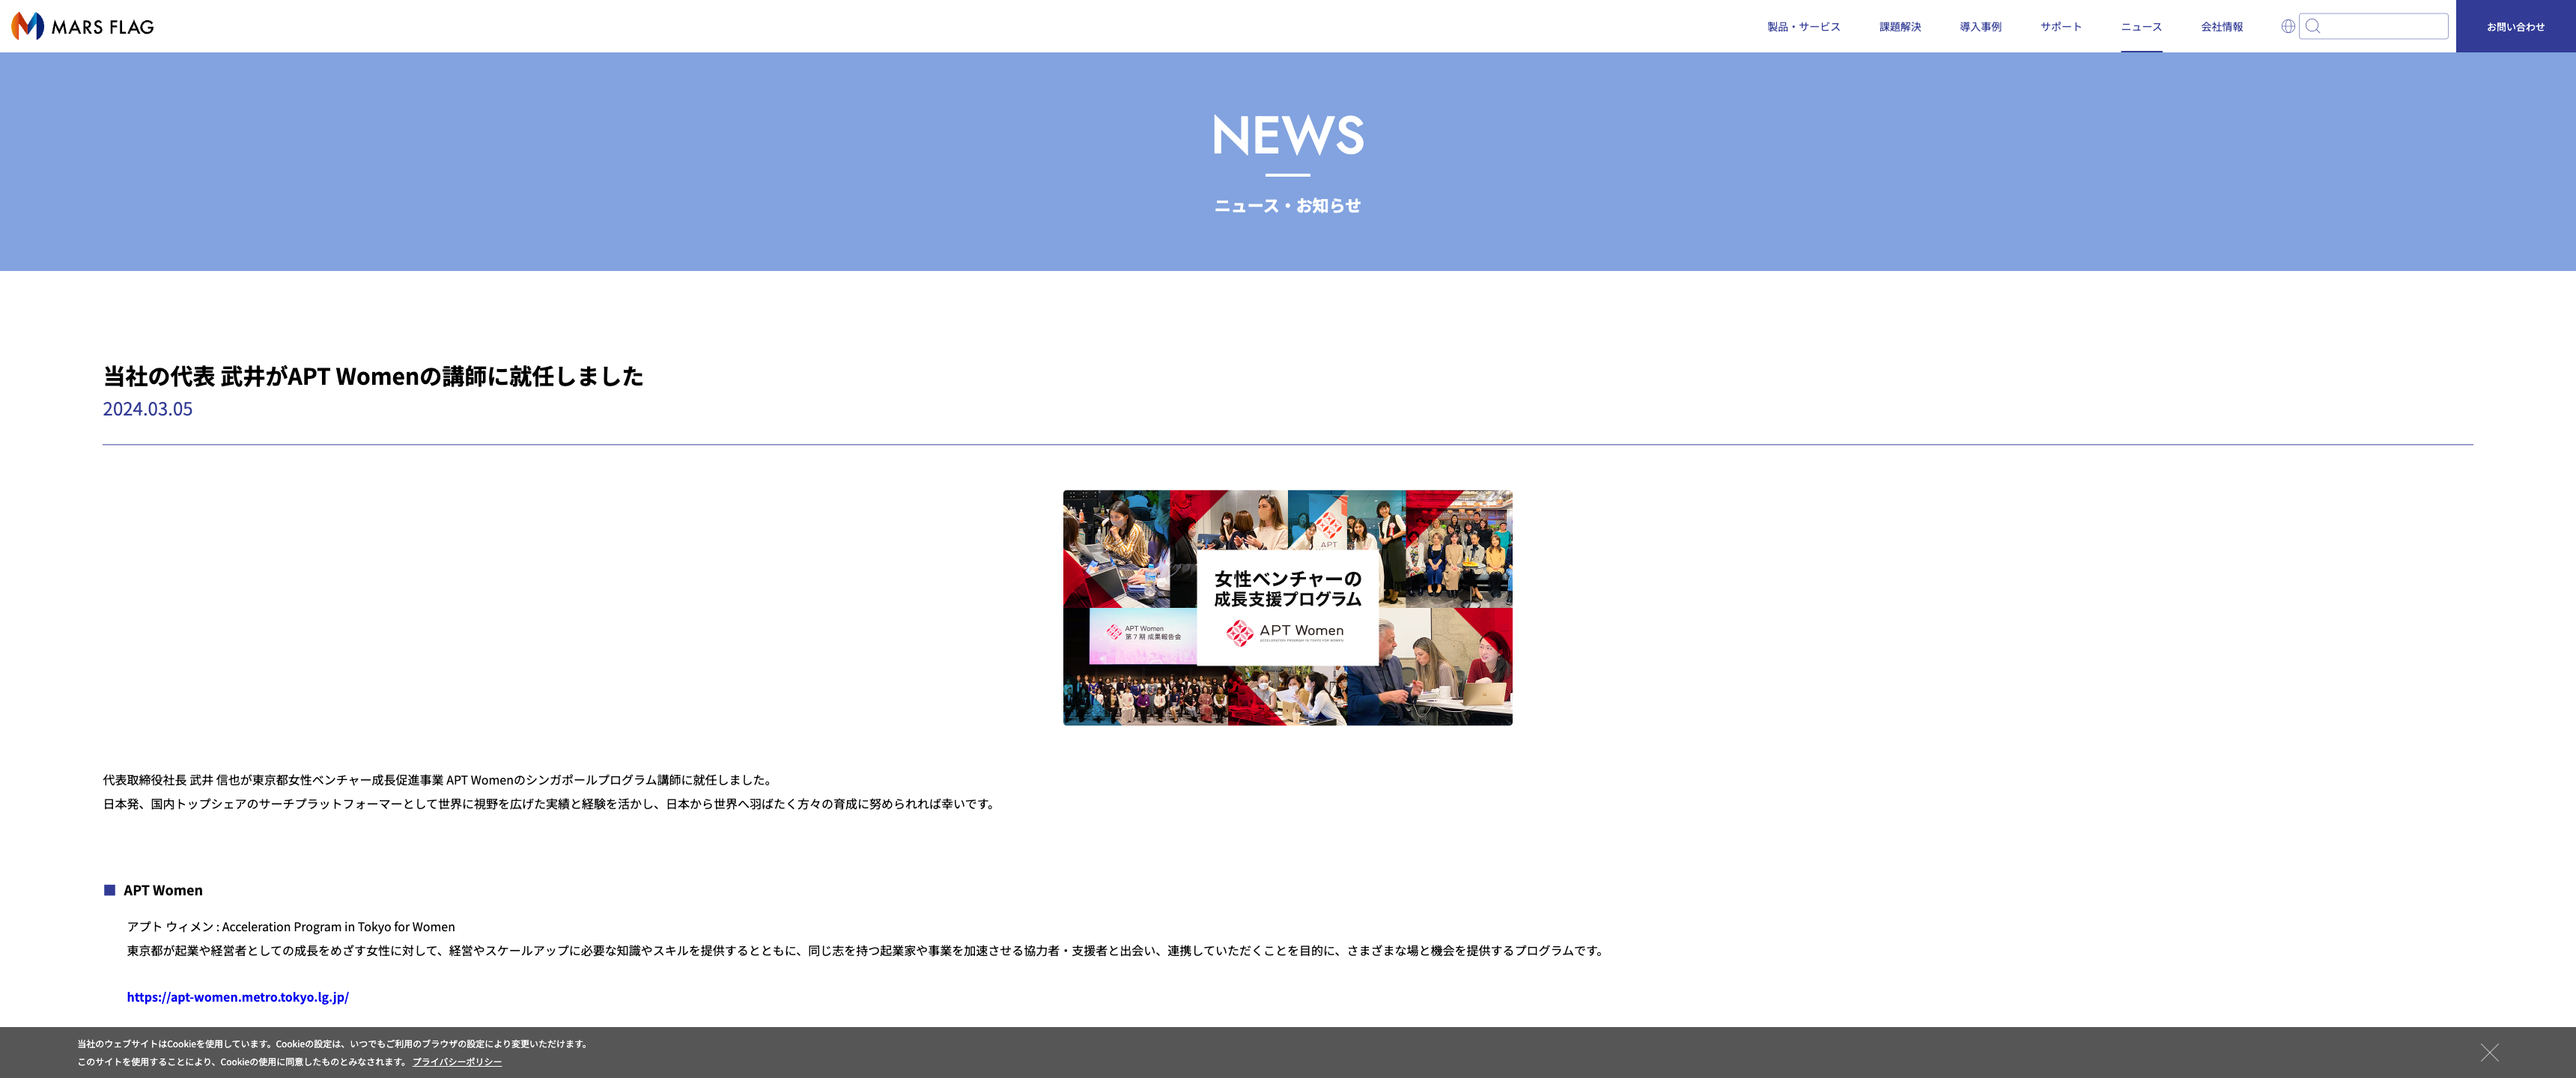 MARS FLAG
製品・サービス
課題解決
導入事例
サポート
ニュース
会社情報
お問い合わせ
NEWS
ニュース・お知らせ
当社の代表 武井がAPT Womenの講師に就任しました
2024.03.05
APT
女性ベンチャーの
成長支援プログラム
APT Women
ACCELERATION PROGRAM IN TOKYO FOR WOMEN
APT Women
第7期 成果報告会
代表取締役社長 武井 信也が東京都女性ベンチャー成長促進事業 APT Womenのシンガポールプログラム講師に就任しました。
日本発、国内トップシェアのサーチプラットフォーマーとして世界に視野を広げた実績と経験を活かし、日本から世界へ羽ばたく方々の育成に努められれば幸いです。
■ APT Women
アプト ウィメン : Acceleration Program in Tokyo for Women
東京都が起業や経営者としての成長をめざす女性に対して、経営やスケールアップに必要な知識やスキルを提供するとともに、同じ志を持つ起業家や事業を加速させる協力者・支援者と出会い、連携していただくことを目的に、さまざまな場と機会を提供するプログラムです。
https://apt-women.metro.tokyo.lg.jp/
当社のウェブサイトはCookieを使用しています。Cookieの設定は、いつでもご利用のブラウザの設定により変更いただけます。
このサイトを使用することにより、Cookieの使用に同意したものとみなされます。 プライバシーポリシー